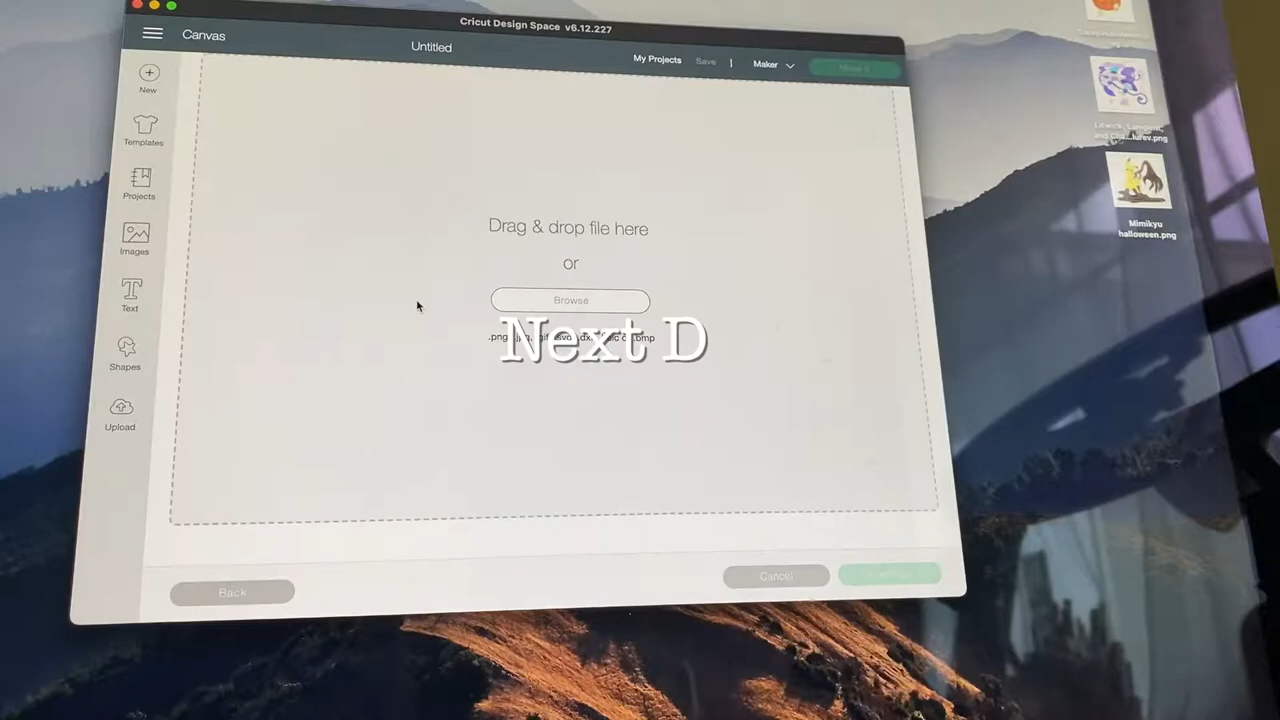 Cricut Design Space v6.12.227
Canvas
Untitled
My Projects
Save
|
Maker
New
Templates
Projects
Images
Text
Shapes
Upload
Drag & drop file here
or
Browse
Next D
Back
Cancel
Mimikyu
halloween.png